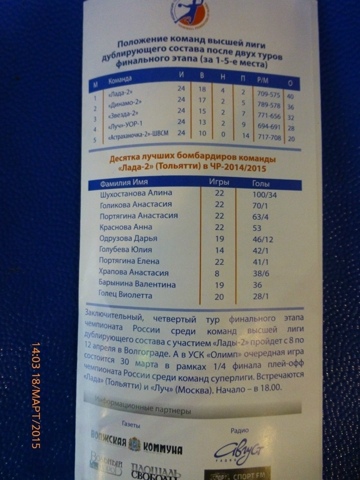 Положение команд высшей лиги
дублирующего состава после двух туров
финального этапа (за 1-5-е места)
М Команда И В Н П Р/М О
1 «Лада-2» 24 18 4 2 709-575 40
2 «Динамо-2» 24 17 2 5 789-578 36
3 «Звезда-2» 24 15 2 7 771-656 32
4 «Луч»-УОР-1 24 13 2 9 694-691 28
5 «Астраханочка-2»-ШВСМ 24 10 0 14 717-708 20
Десятка лучших бомбардиров команды
«Лада-2» (Тольятти) в ЧР-2014/2015
Фамилия Имя Игры Голы
Шухостанова Алина 22 100/34
Голикова Анастасия 22 70/1
Портягина Анастасия 22 63/4
Краснова Анна 22 53
Одрузова Дарья 19 46/12
Голубева Юлия 14 42/1
Портягина Елена 22 41/1
Храпова Анастасия 8 38/6
Барынина Валентина 19 36
Голец Виолетта 20 28/1
Заключительный, четвертый тур финального этапа
чемпионата России среди команд высшей лиги
дублирующего состава с участием «Лады-2» пройдет с 8 по
12 апреля в Волгограде. А в УСК «Олимп» очередная игра
состоится 30 марта в рамках 1/4 финала плей-офф
чемпионата России среди команд суперлиги. Встречаются
«Лада» (Тольятти) и «Луч» (Москва). Начало – в 18.00.
Информационные партнеры
Газеты Радио
ВОЛЖСКАЯ КОММУНА
Август
ПЛОЩАДЬ СВОБОДЫ
SPORT FM
14:03 18/МАРТ/2015